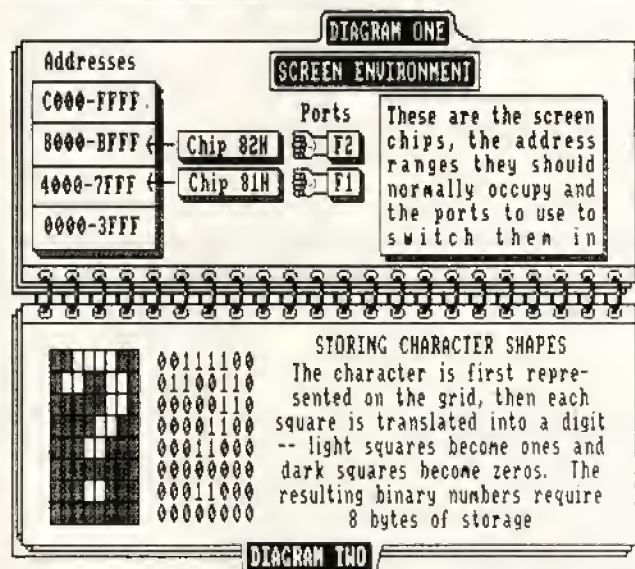 DIAGRAM ONE
SCREEN ENVIRONMENT
Addresses
C000-FFFF
8000-BFFF
4000-7FFF
0000-3FFF
Ports
Chip 82H
F2
Chip 81H
F1
These are the screen
chips, the address
ranges they should
normally occupy and
the ports to use to
switch them in
00111100
01100110
00000110
00001100
00011000
00000000
00011000
00000000
STORING CHARACTER SHAPES
The character is first repre-
sented on the grid, then each
square is translated into a digit
-- light squares become ones and
dark squares become zeros. The
resulting binary numbers require
8 bytes of storage
DIAGRAM TWO